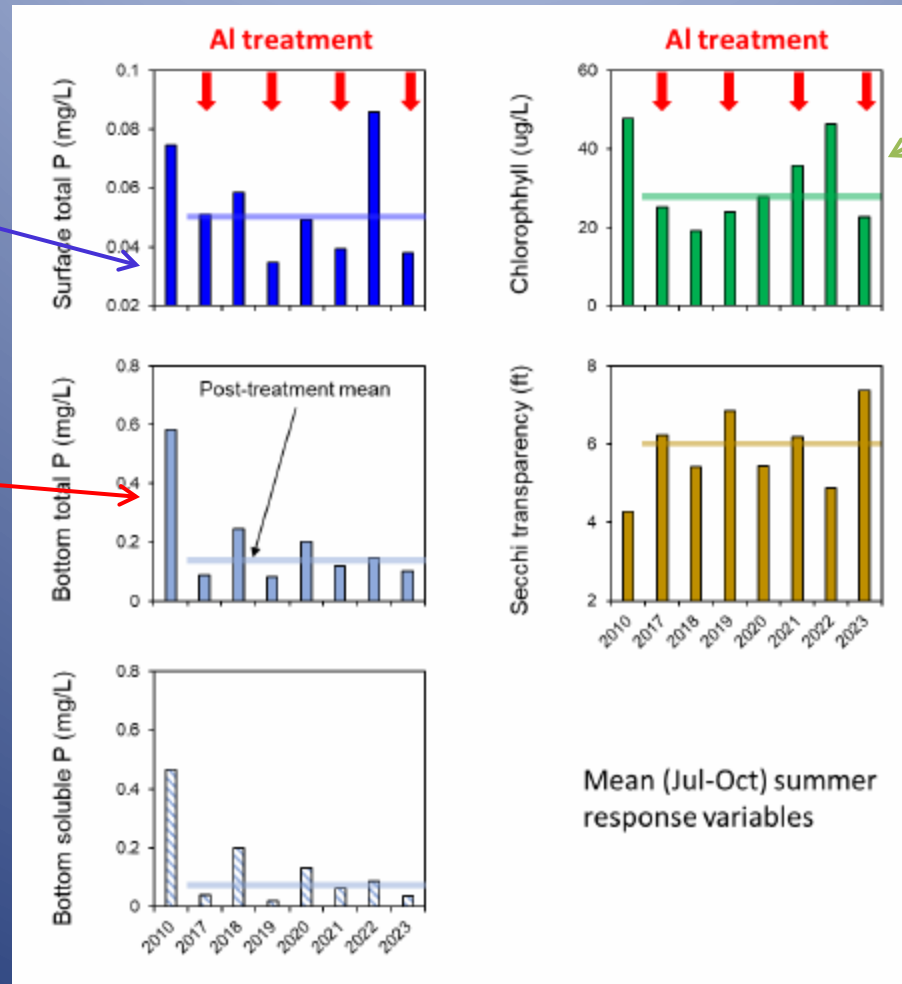 Al treatment
Surface total P (mg/L)
0.1
0.08
0.06
0.04
0.02
Al treatment
Chlorophhyll (ug/L)
60
40
20
0
Bottom total P (mg/L)
0.8
0.6
0.4
0.2
0
Post-treatment mean
Secchi transparency (ft)
8
6
4
2
2010 2017 2018 2019 2020 2021 2022 2023
Bottom soluble P (mg/L)
0.8
0.6
0.4
0.2
0
2010 2017 2018 2019 2020 2021 2022 2023
Mean (Jul-Oct) summer
response variables